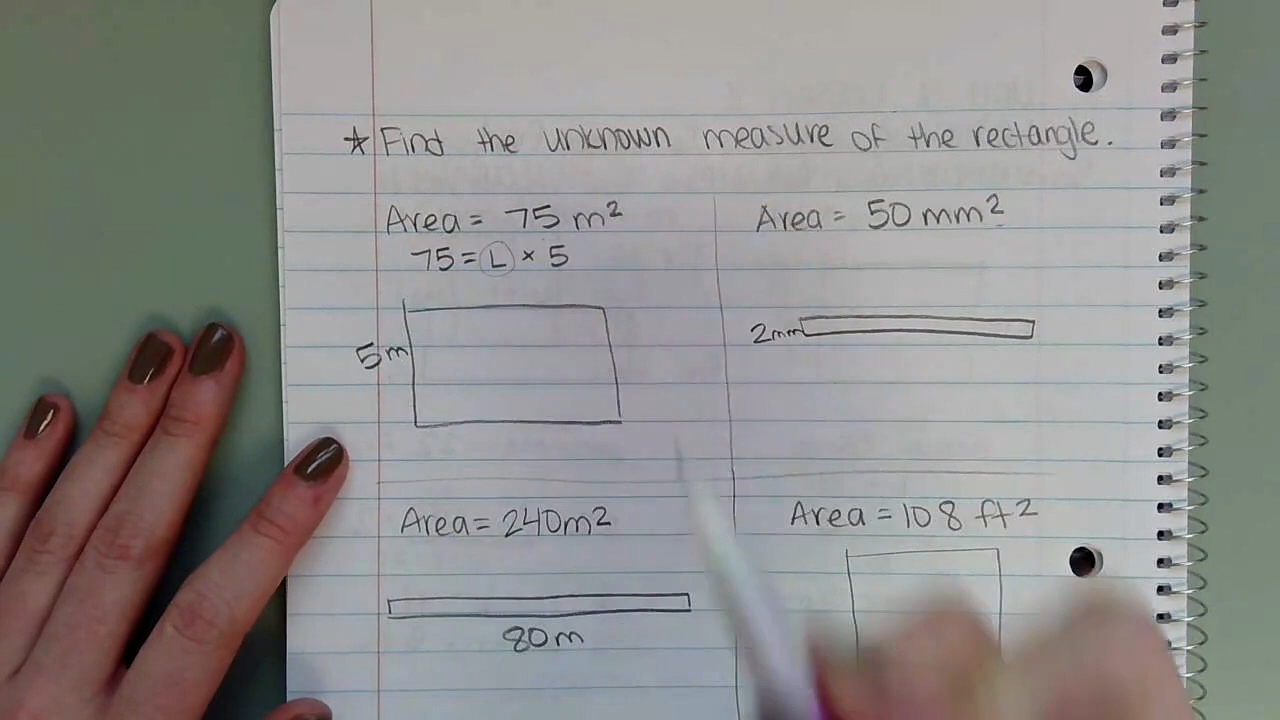 ★ Find the unknown measure of the rectangle.
Area = 75 m²
75 = L × 5
5m
Area = 50 mm²
2mm
Area = 240m²
80m
Area = 108 ft²